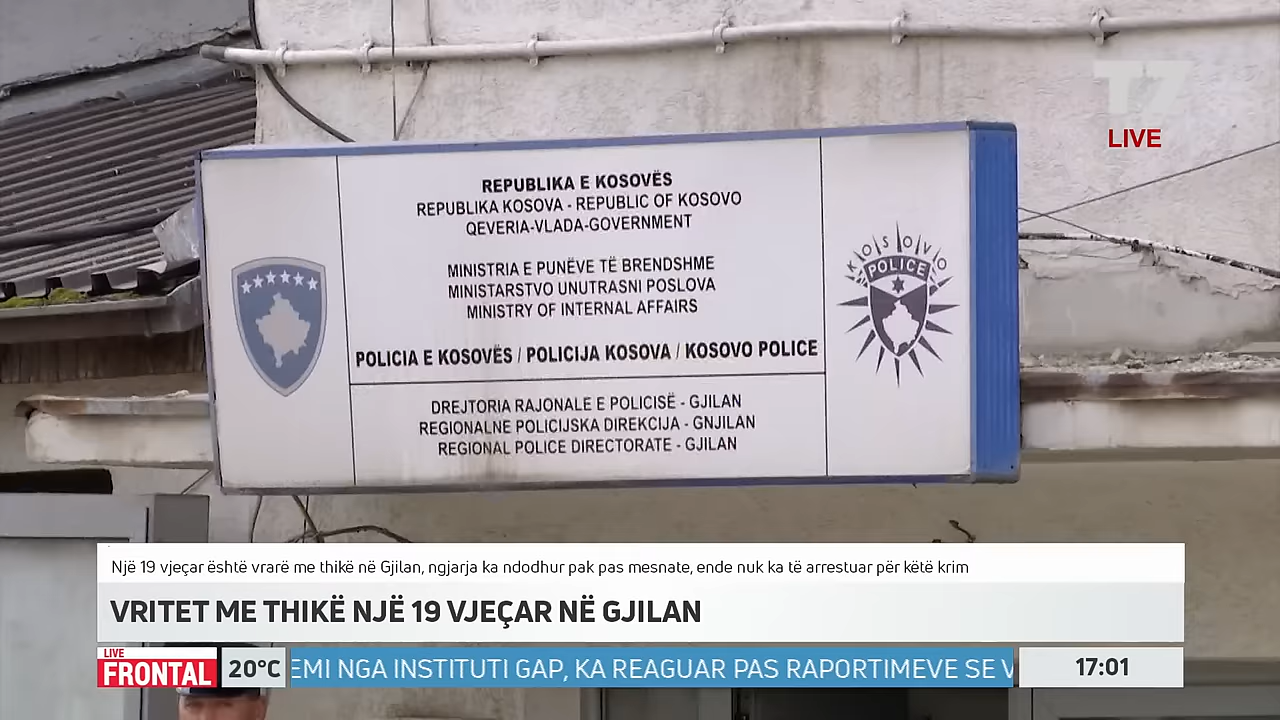 T7
LIVE
REPUBLIKA E KOSOVËS
REPUBLIKA KOSOVA - REPUBLIC OF KOSOVO
QEVERIA-VLADA-GOVERNMENT
MINISTRIA E PUNËVE TË BRENDSHME
MINISTARSTVO UNUTRASNI POSLOVA
MINISTRY OF INTERNAL AFFAIRS
POLICIA E KOSOVËS / POLICIJA KOSOVA / KOSOVO POLICE
DREJTORIA RAJONALE E POLICISË - GJILAN
REGIONALNE POLICIJSKA DIREKCIJA - GNJILAN
REGIONAL POLICE DIRECTORATE - GJILAN
KOSOVO
POLICE
Një 19 vjeçar është vrarë me thikë në Gjilan, ngjarja ka ndodhur pak pas mesnate, ende nuk ka të arrestuar për këtë krim
VRITET ME THIKË NJË 19 VJEÇAR NË GJILAN
LIVE
FRONTAL
20°C
EMI NGA INSTITUTI GAP, KA REAGUAR PAS RAPORTIMEVE SE V
17:01